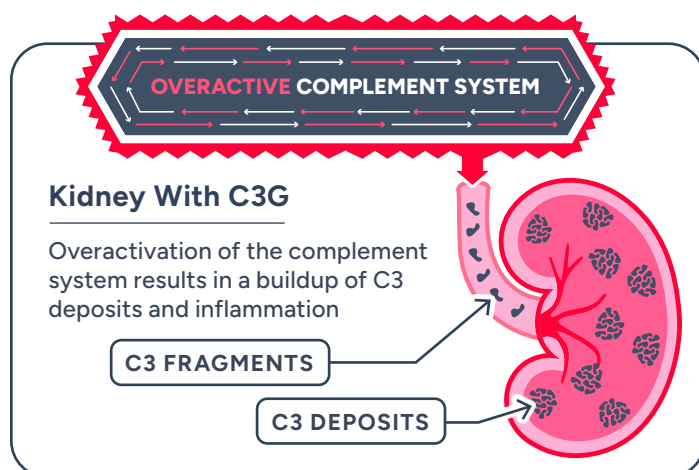 OVERACTIVE COMPLEMENT SYSTEM
Kidney With C3G
Overactivation of the complement
system results in a buildup of C3
deposits and inflammation
C3 FRAGMENTS
C3 DEPOSITS